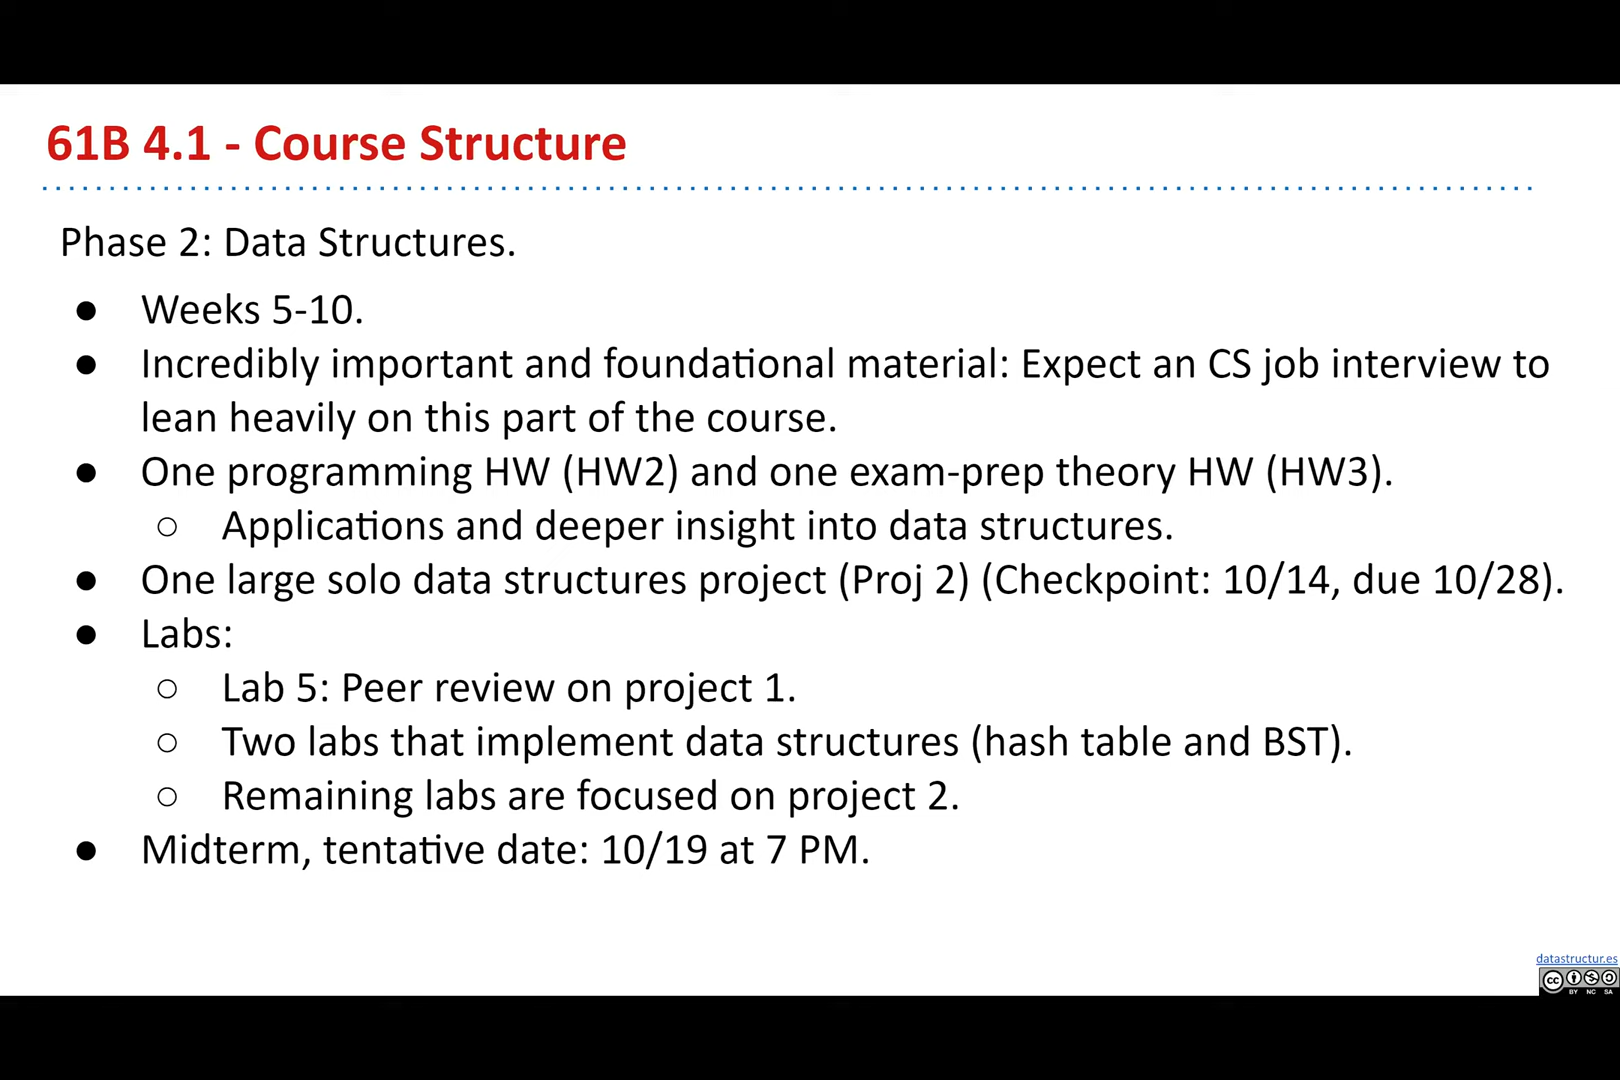 61B 4.1 - Course Structure
Phase 2: Data Structures.
● Weeks 5-10.
● Incredibly important and foundational material: Expect an CS job interview to
lean heavily on this part of the course.
● One programming HW (HW2) and one exam-prep theory HW (HW3).
○ Applications and deeper insight into data structures.
● One large solo data structures project (Proj 2) (Checkpoint: 10/14, due 10/28).
● Labs:
○ Lab 5: Peer review on project 1.
○ Two labs that implement data structures (hash table and BST).
○ Remaining labs are focused on project 2.
● Midterm, tentative date: 10/19 at 7 PM.
datastructur.es
cc
BY NC SA